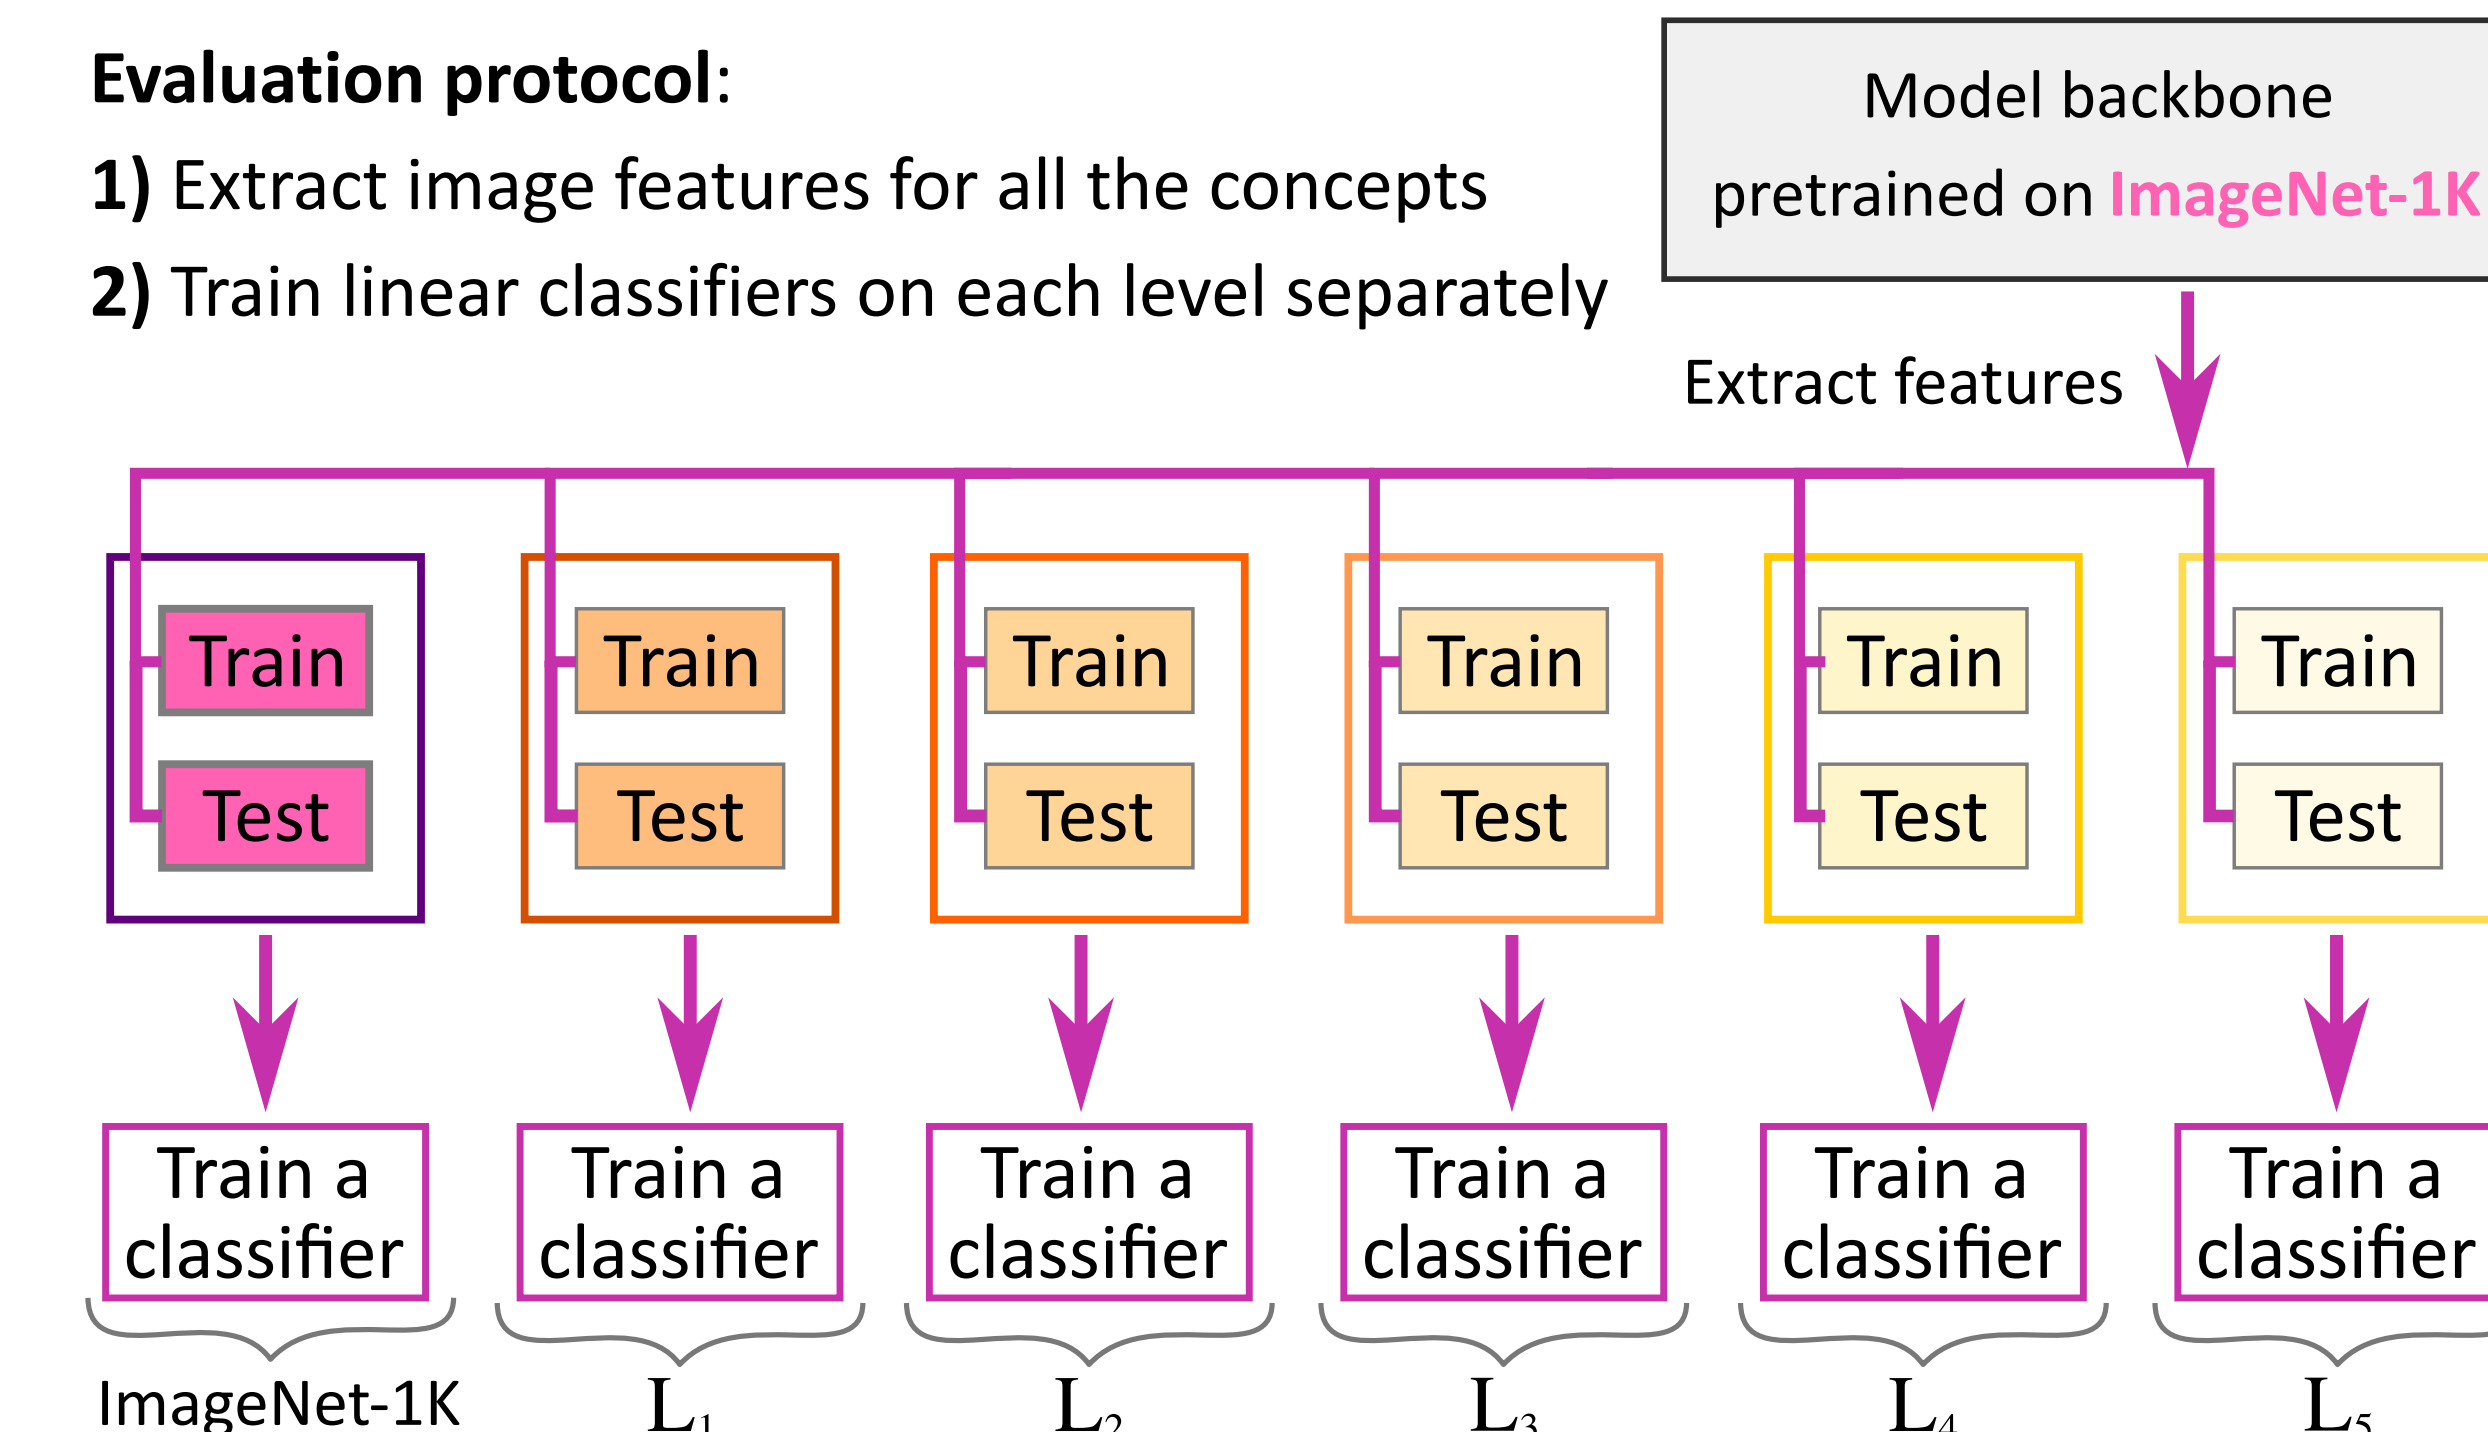 Evaluation protocol:
1) Extract image features for all the concepts
2) Train linear classifiers on each level separately
Model backbone
pretrained on ImageNet-1K
Extract features
Train Train Train Train Train Train
Test Test Test Test Test Test
Train a Train a Train a Train a Train a Train a
classifier classifier classifier classifier classifier classifier
ImageNet-1K L₁ L₂ L₃ L₄ L₅